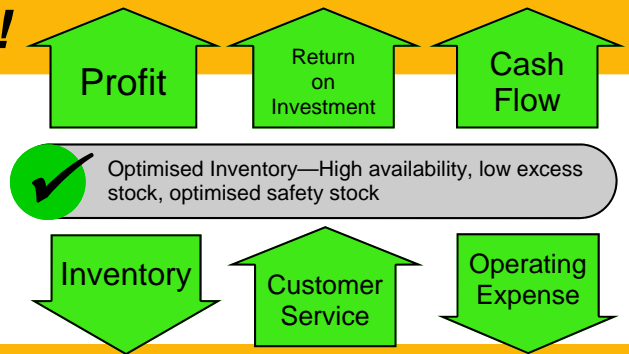 !
Profit
Return
on
Investment
Cash
Flow
Optimised Inventory—High availability, low excess
stock, optimised safety stock
Inventory
Customer
Service
Operating
Expense